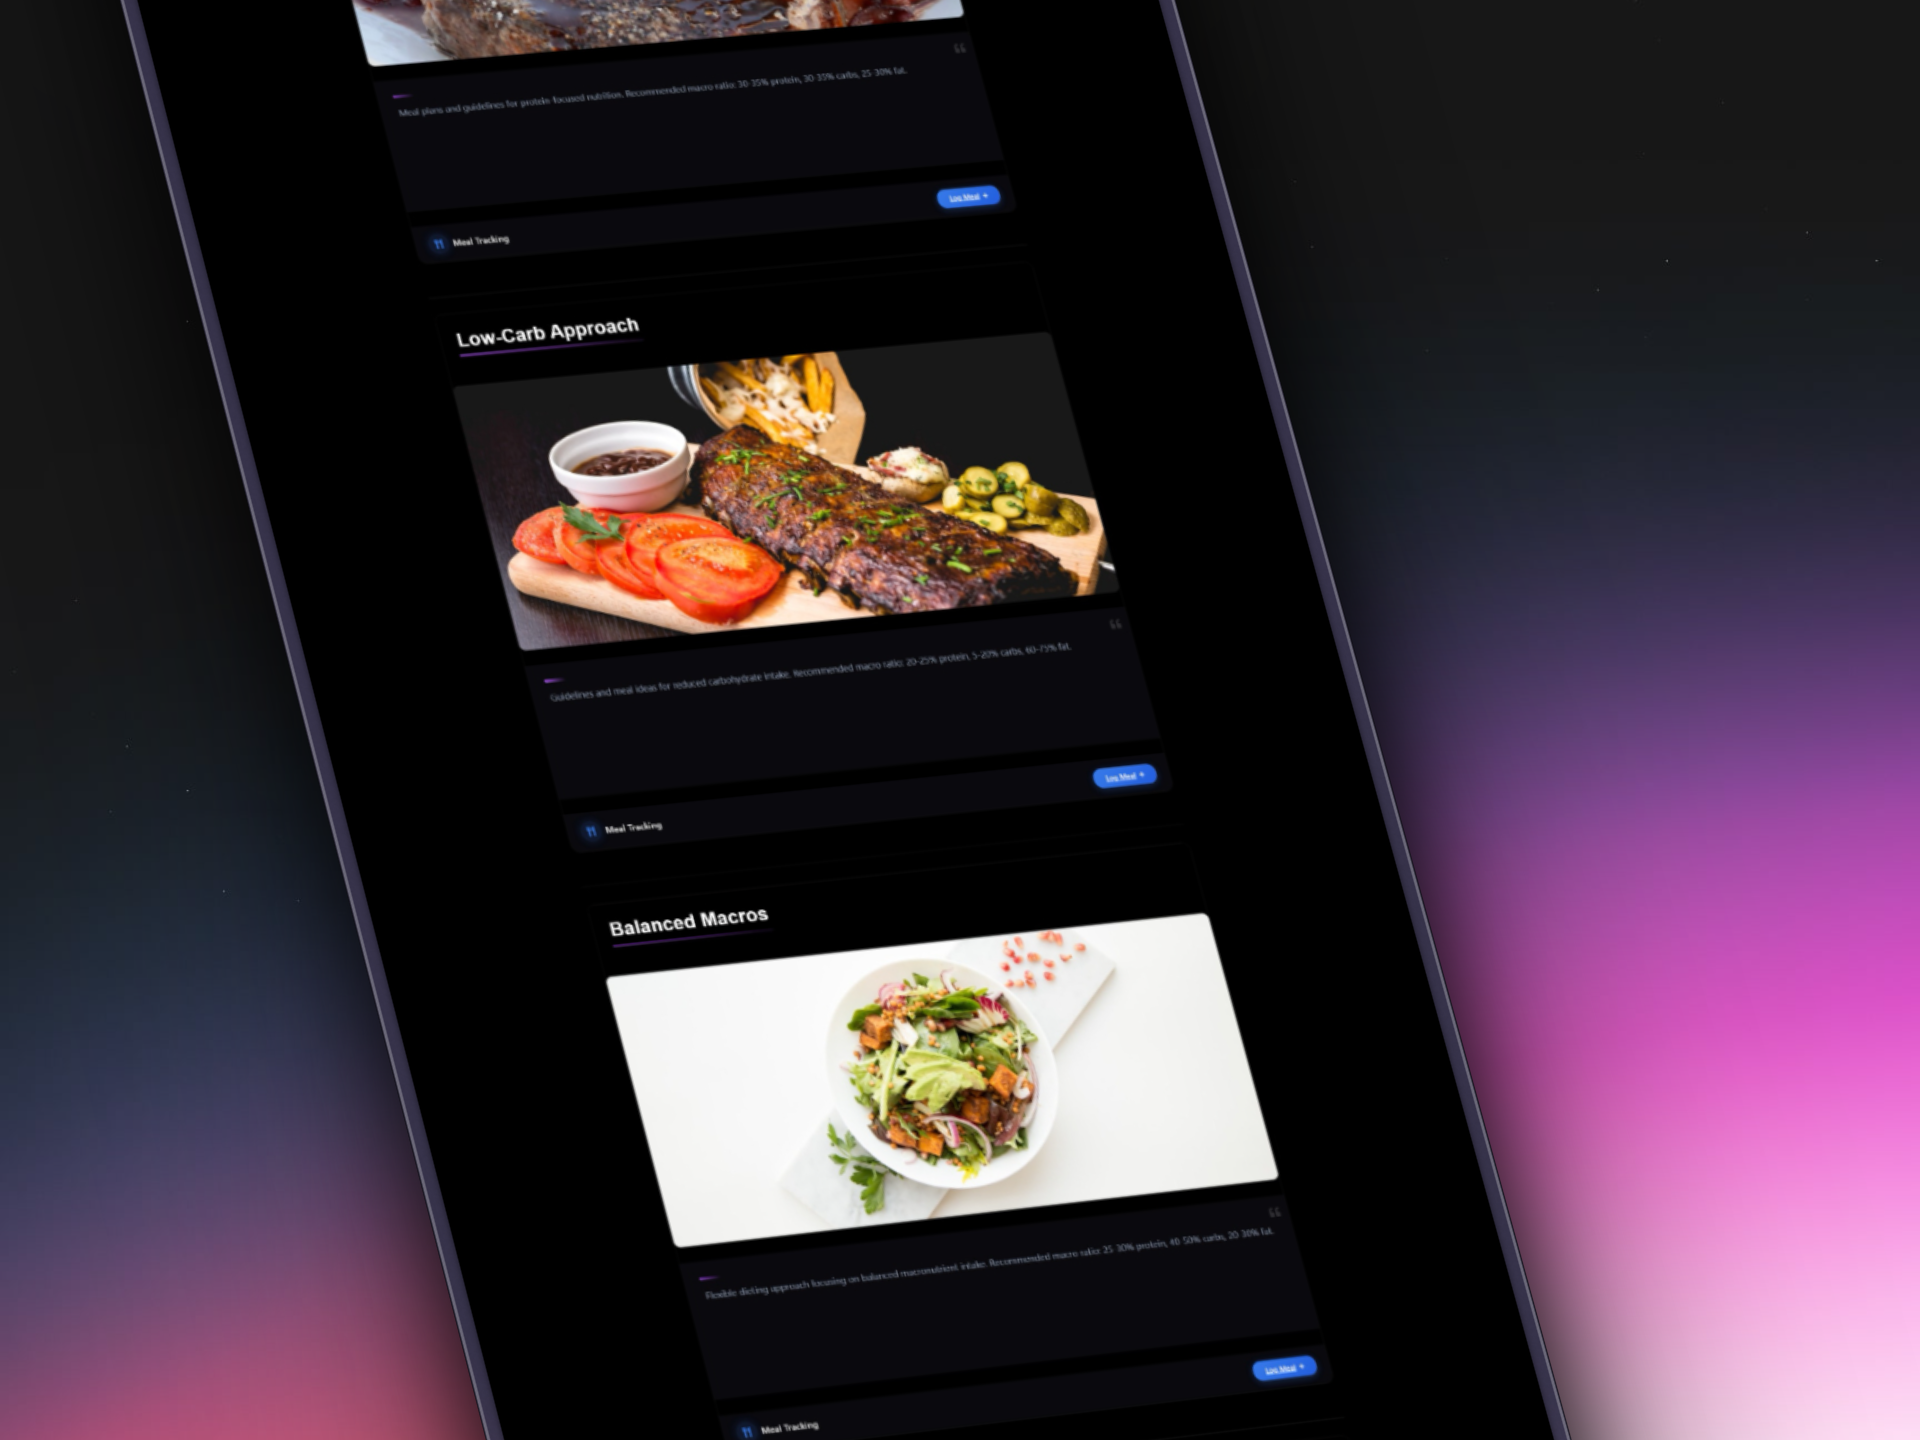 Meal plans and guidelines for protein-focused nutrition. Recommended macro ratio: 30-35% protein, 30-35% carbs, 25-30% fat.
Log Meal →
Meal Tracking
Low-Carb Approach
Guidelines and meal ideas for reduced carbohydrate intake. Recommended macro ratio: 20-25% protein, 5-20% carbs, 60-75% fat.
Log Meal →
Meal Tracking
Balanced Macros
Flexible dieting approach focusing on balanced macronutrient intake. Recommended macro ratio: 25-30% protein, 40-50% carbs, 20-30% fat.
Log Meal →
Meal Tracking